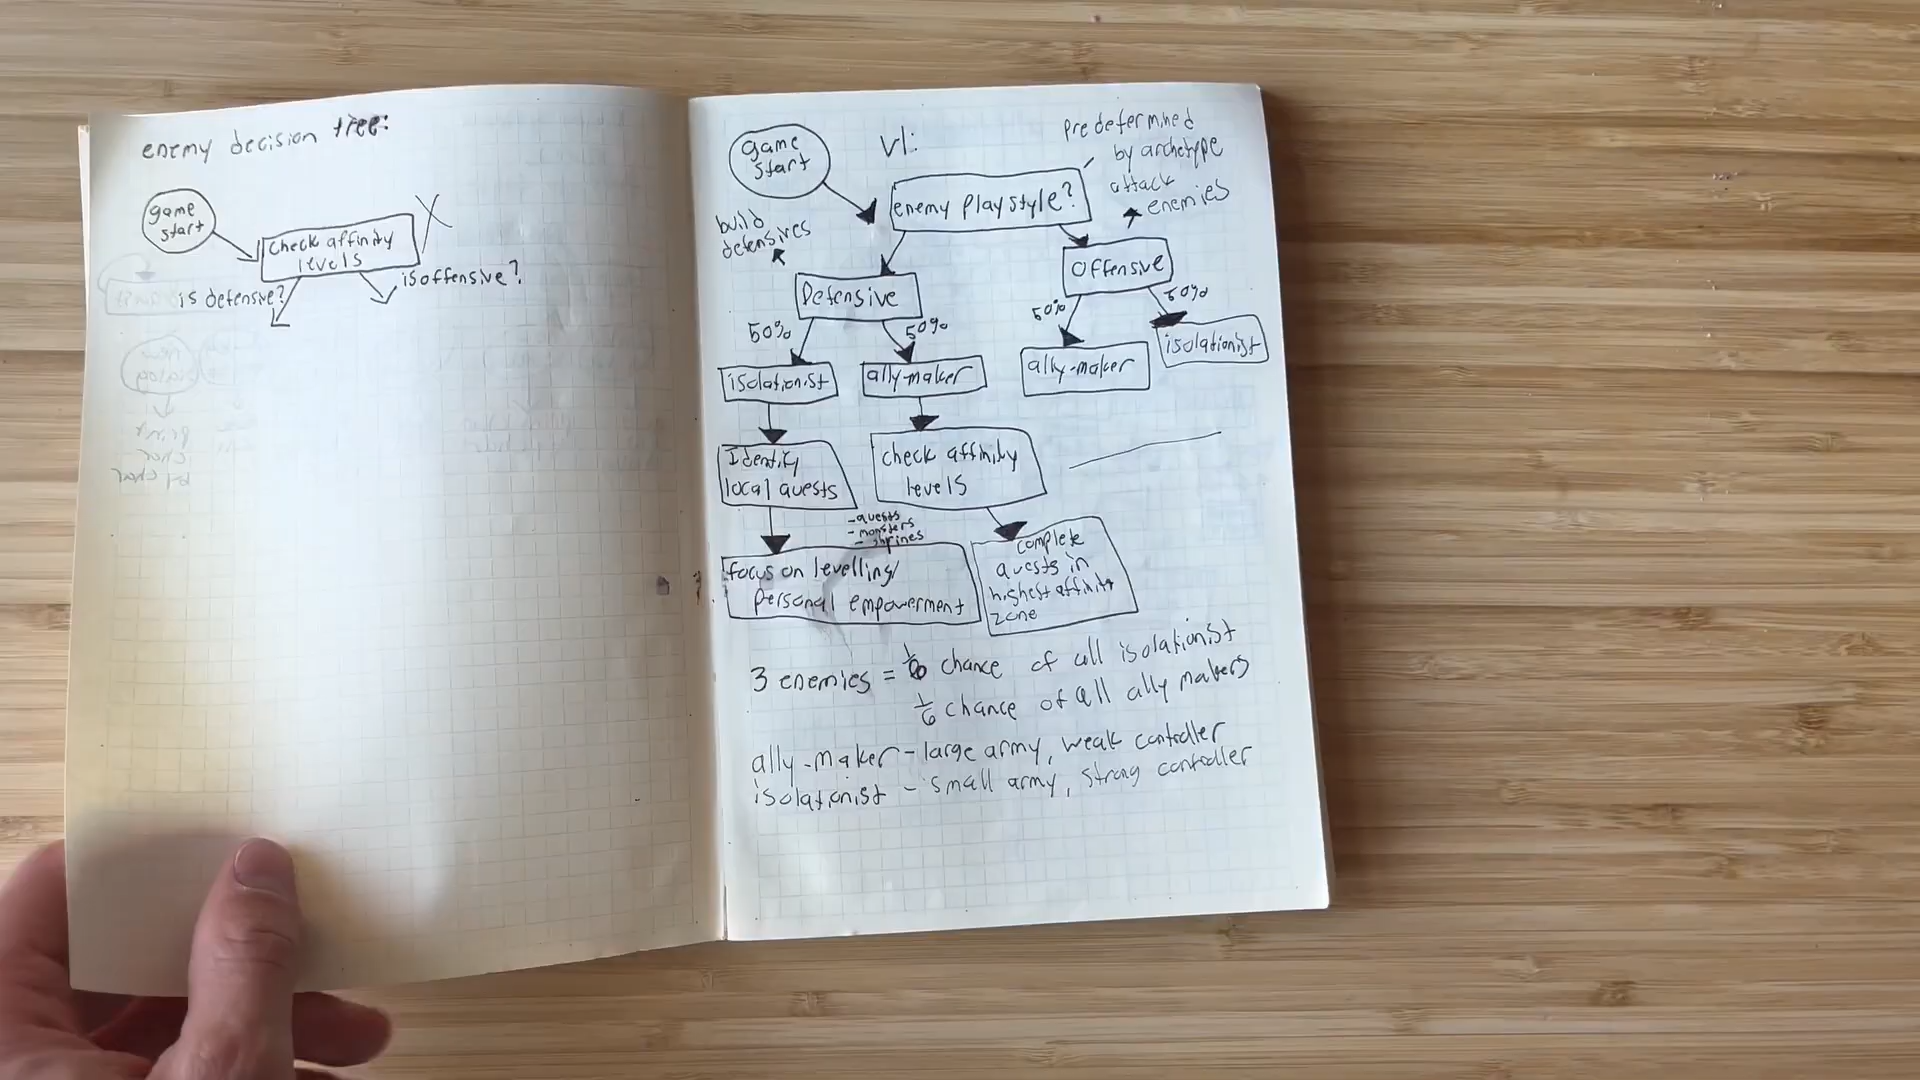 enemy decision tree:
game
start
check affinity
levels
X
is defensive?
is offensive?
game
start
v1:
predetermined
by archetype
attack
enemies
enemy playstyle?
build
defensives
Defensive
Offensive
50%
50%
50%
50%
isolationist
ally-maker
ally-maker
isolationist
Identify
local quests
check affinity
levels
- quests
- monsters
- shrines
focus on levelling/
personal empowerment
complete
quests in
highest affinity
zone
3 enemies = 1/6 chance of all isolationist
1/6 chance of all ally makers
ally-maker - large army, weak controller
isolationist - small army, strong controller